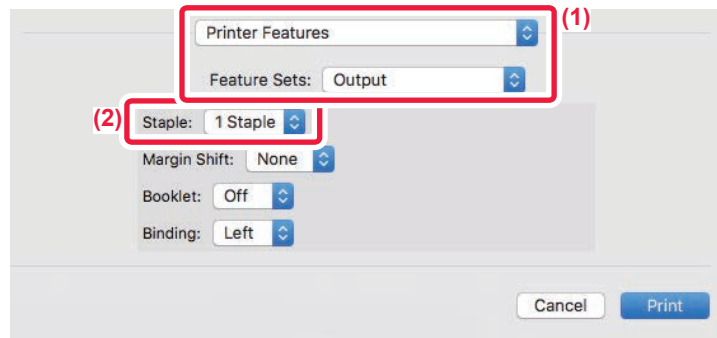 (1)
Printer Features
Feature Sets: Output
(2)
Staple: 1 Staple
Margin Shift: None
Booklet: Off
Binding: Left
Cancel Print